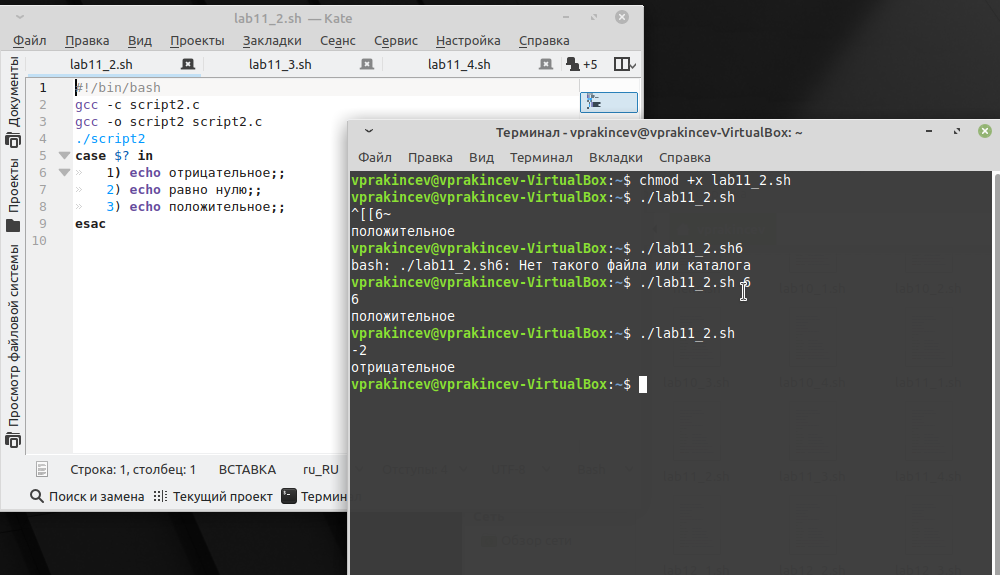 lab11_2.sh — Kate
Файл Правка Вид Проекты Закладки Сеанс Сервис Настройка Справка
lab11_2.sh lab11_3.sh lab11_4.sh +5
Документы
Проекты
Просмотр файловой системы
1 #!/bin/bash
2 gcc -c script2.c
3 gcc -o script2 script2.c
4 ./script2
5 case $? in
6 » 1) echo отрицательное;;
7 » 2) echo равно нулю;;
8 » 3) echo положительное;;
9 esac
10
Строка: 1, столбец: 1 ВСТАВКА ru_RU
Поиск и замена Текущий проект Термин
Терминал - vprakincev@vprakincev-VirtualBox: ~
Файл Правка Вид Терминал Вкладки Справка
vprakincev@vprakincev-VirtualBox:~$ chmod +x lab11_2.sh
vprakincev@vprakincev-VirtualBox:~$ ./lab11_2.sh
^[[6~
положительное
vprakincev@vprakincev-VirtualBox:~$ ./lab11_2.sh6
bash: ./lab11_2.sh6: Нет такого файла или каталога
vprakincev@vprakincev-VirtualBox:~$ ./lab11_2.sh 6
6
положительное
vprakincev@vprakincev-VirtualBox:~$ ./lab11_2.sh
-2
отрицательное
vprakincev@vprakincev-VirtualBox:~$